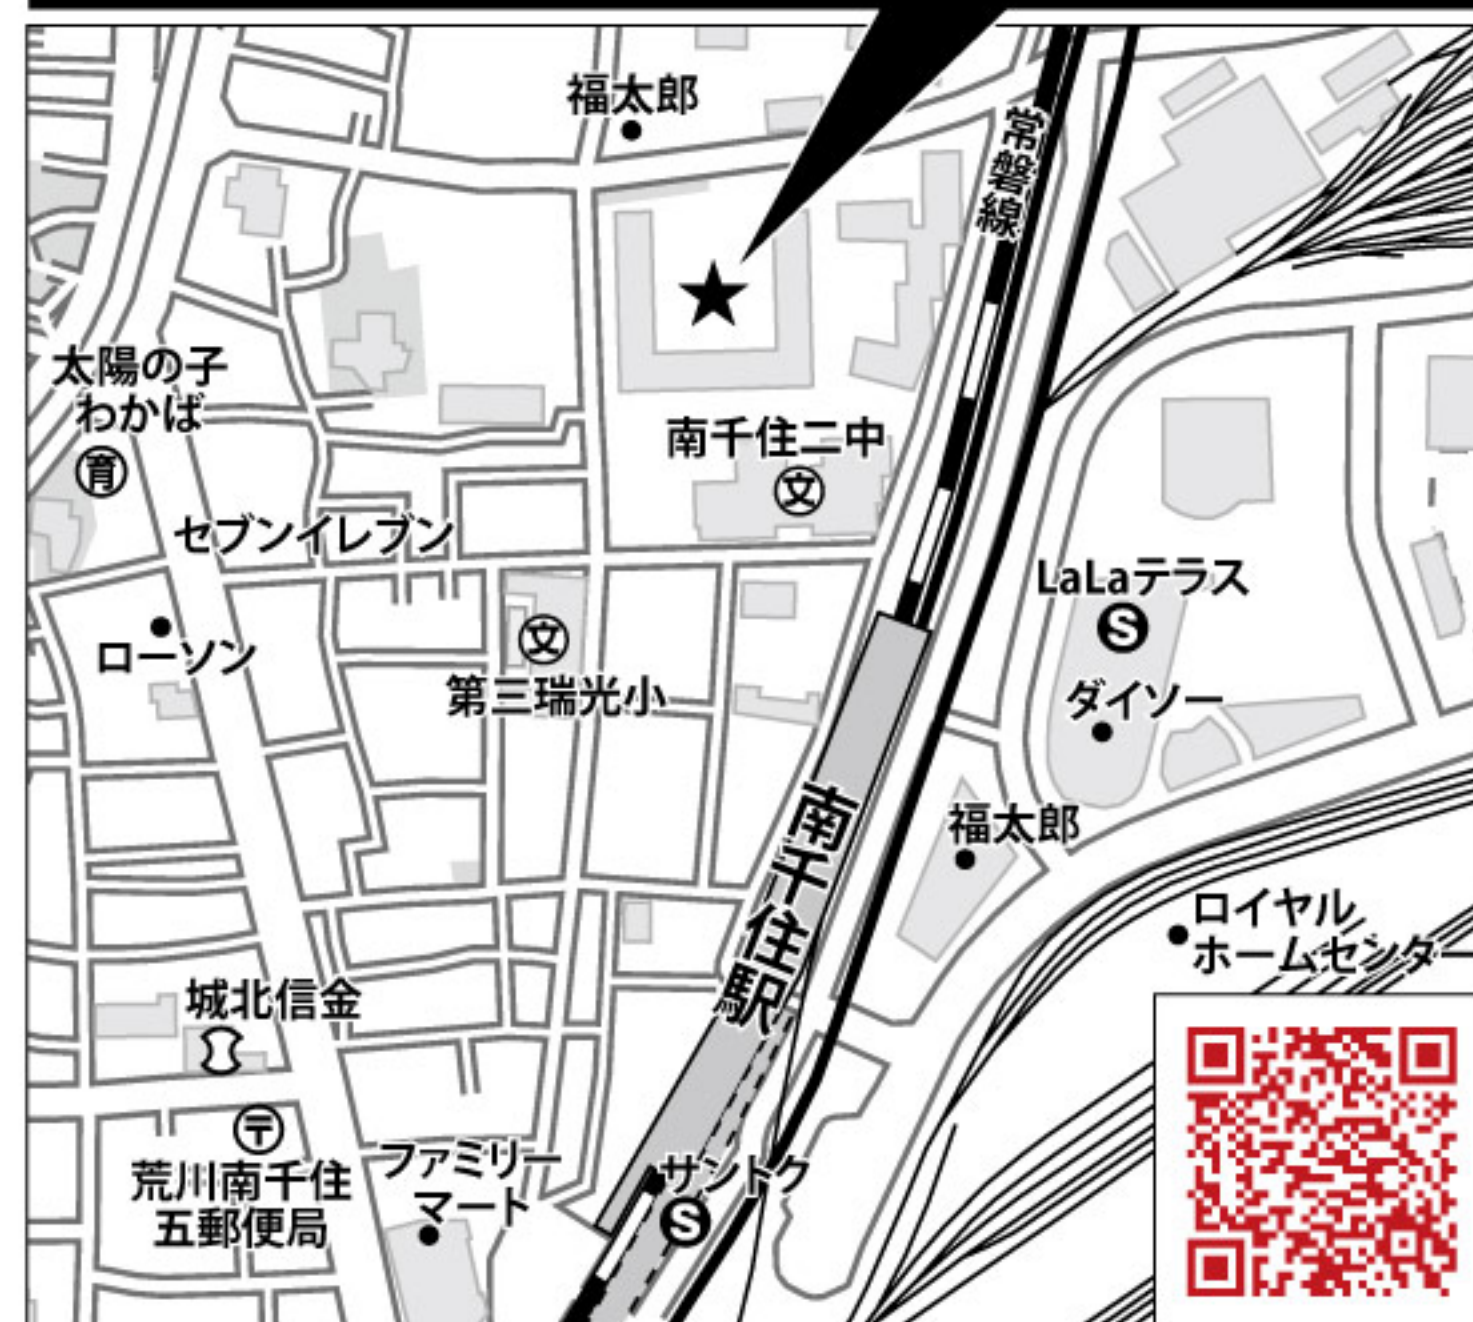 福太郎
常磐線
太陽の子
わかば
育
南千住二中
文
セブンイレブン
LaLaテラス
S
文
ローソン
第三瑞光小
ダイソー
南千住駅
福太郎
ロイヤル
ホームセンター
城北信金
〒
荒川南千住
五郵便局
ファミリー
マート
サントク
S